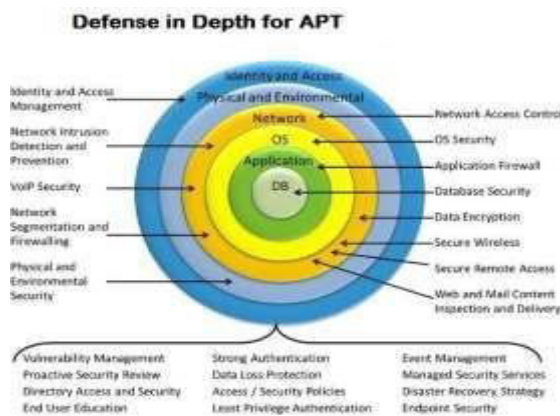 Defense in Depth for APT
Identity and Access
Physical and Environmental
Network
OS
Application
DB
Identity and Access
Management
Network Intrusion
Detection and
Prevention
VoIP Security
Network
Segmentation and
Firewalling
Physical and
Environmental
Security
Network Access Control
OS Security
Application Firewall
Database Security
Data Encryption
Secure Wireless
Secure Remote Access
Web and Mail Content
Inspection and Delivery
Vulnerability Management
Proactive Security Review
Directory Access and Security
End User Education
Strong Authentication
Data Loss Protection
Access / Security Policies
Least Privilege Authentication
Event Management
Managed Security Services
Disaster Recovery Strategy
Endpoint Security